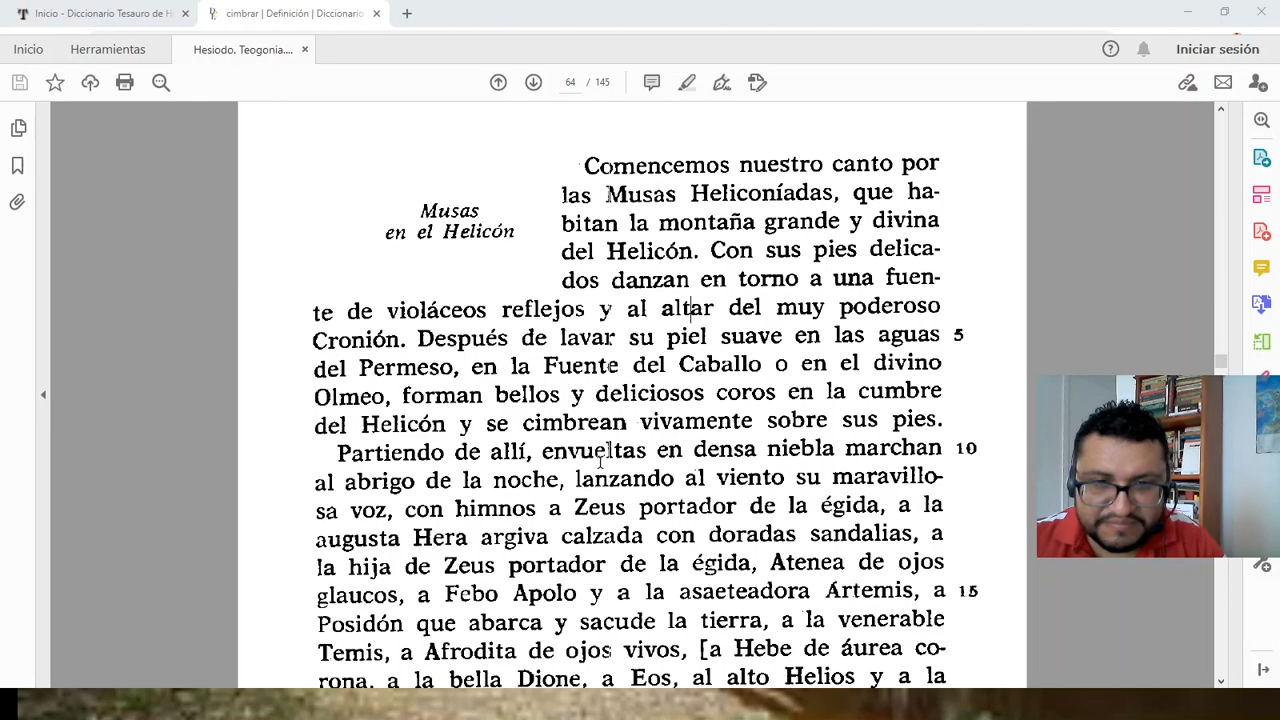 Inicio - Diccionario Tesauro de H
cimbrar | Definición | Diccionario
Inicio
Herramientas
Hesiodo. Teogonia....
Iniciar sesión
64 / 145
Musas
en el Helicón
Comencemos nuestro canto por
las Musas Heliconíadas, que ha-
bitan la montaña grande y divina
del Helicón. Con sus pies delica-
dos danzan en torno a una fuen-
te de violáceos reflejos y al altar del muy poderoso
Cronión. Después de lavar su piel suave en las aguas 5
del Permeso, en la Fuente del Caballo o en el divino
Olmeo, forman bellos y deliciosos coros en la cumbre
del Helicón y se cimbrean vivamente sobre sus pies.
Partiendo de allí, envueltas en densa niebla marchan 10
al abrigo de la noche, lanzando al viento su maravillo-
sa voz, con himnos a Zeus portador de la égida, a la
augusta Hera argiva calzada con doradas sandalias, a
la hija de Zeus portador de la égida, Atenea de ojos
glaucos, a Febo Apolo y a la asaeteadora Ártemis, a 15
Posidón que abarca y sacude la tierra, a la venerable
Temis, a Afrodita de ojos vivos, [a Hebe de áurea co-
rona, a la bella Dione, a Eos, al alto Helios y a la